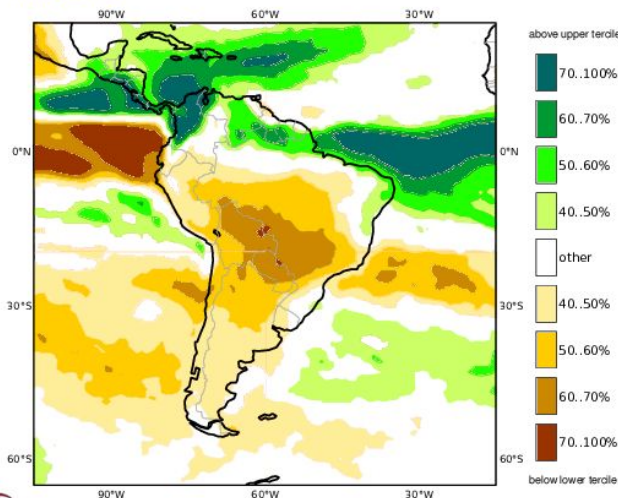 90°W 60°W 30°W
above upper tercile
70..100%
60..70%
50..60%
40..50%
other
40..50%
50..60%
60..70%
70..100%
below lower tercile
0°N 0°N
30°S 30°S
60°S 60°S
90°W 60°W 30°W